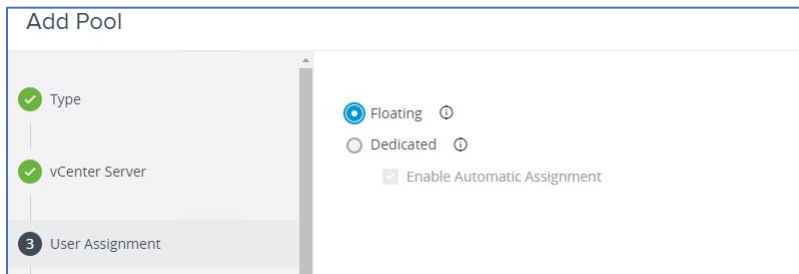 Add Pool
Type
vCenter Server
3 User Assignment
Floating
Dedicated
Enable Automatic Assignment